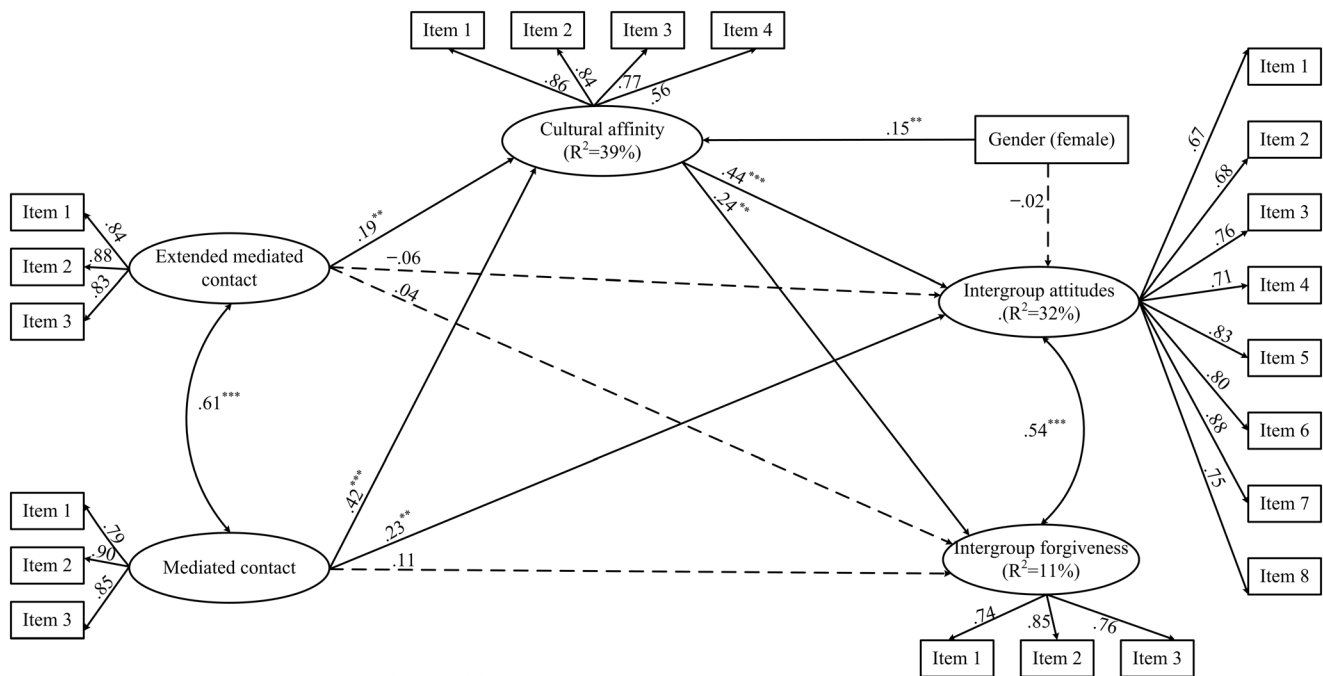 Item 1
Item 2
Item 3
Item 4
.86
.84
.77
.56
Cultural affinity
(R²=39%)
.15**
Gender (female)
−.02
.44***
.24**
Item 1
Item 2
Item 3
.84
.88
.83
Extended mediated
contact
.19**
−.06
.04
.61***
Item 1
Item 2
Item 3
.79
.90
.85
Mediated contact
.42***
.23**
.11
Intergroup attitudes
.(R²=32%)
.67
.68
.76
.71
.83
.80
.88
.75
Item 1
Item 2
Item 3
Item 4
Item 5
Item 6
Item 7
Item 8
.54***
Intergroup forgiveness
(R²=11%)
.74
.85
.76
Item 1
Item 2
Item 3